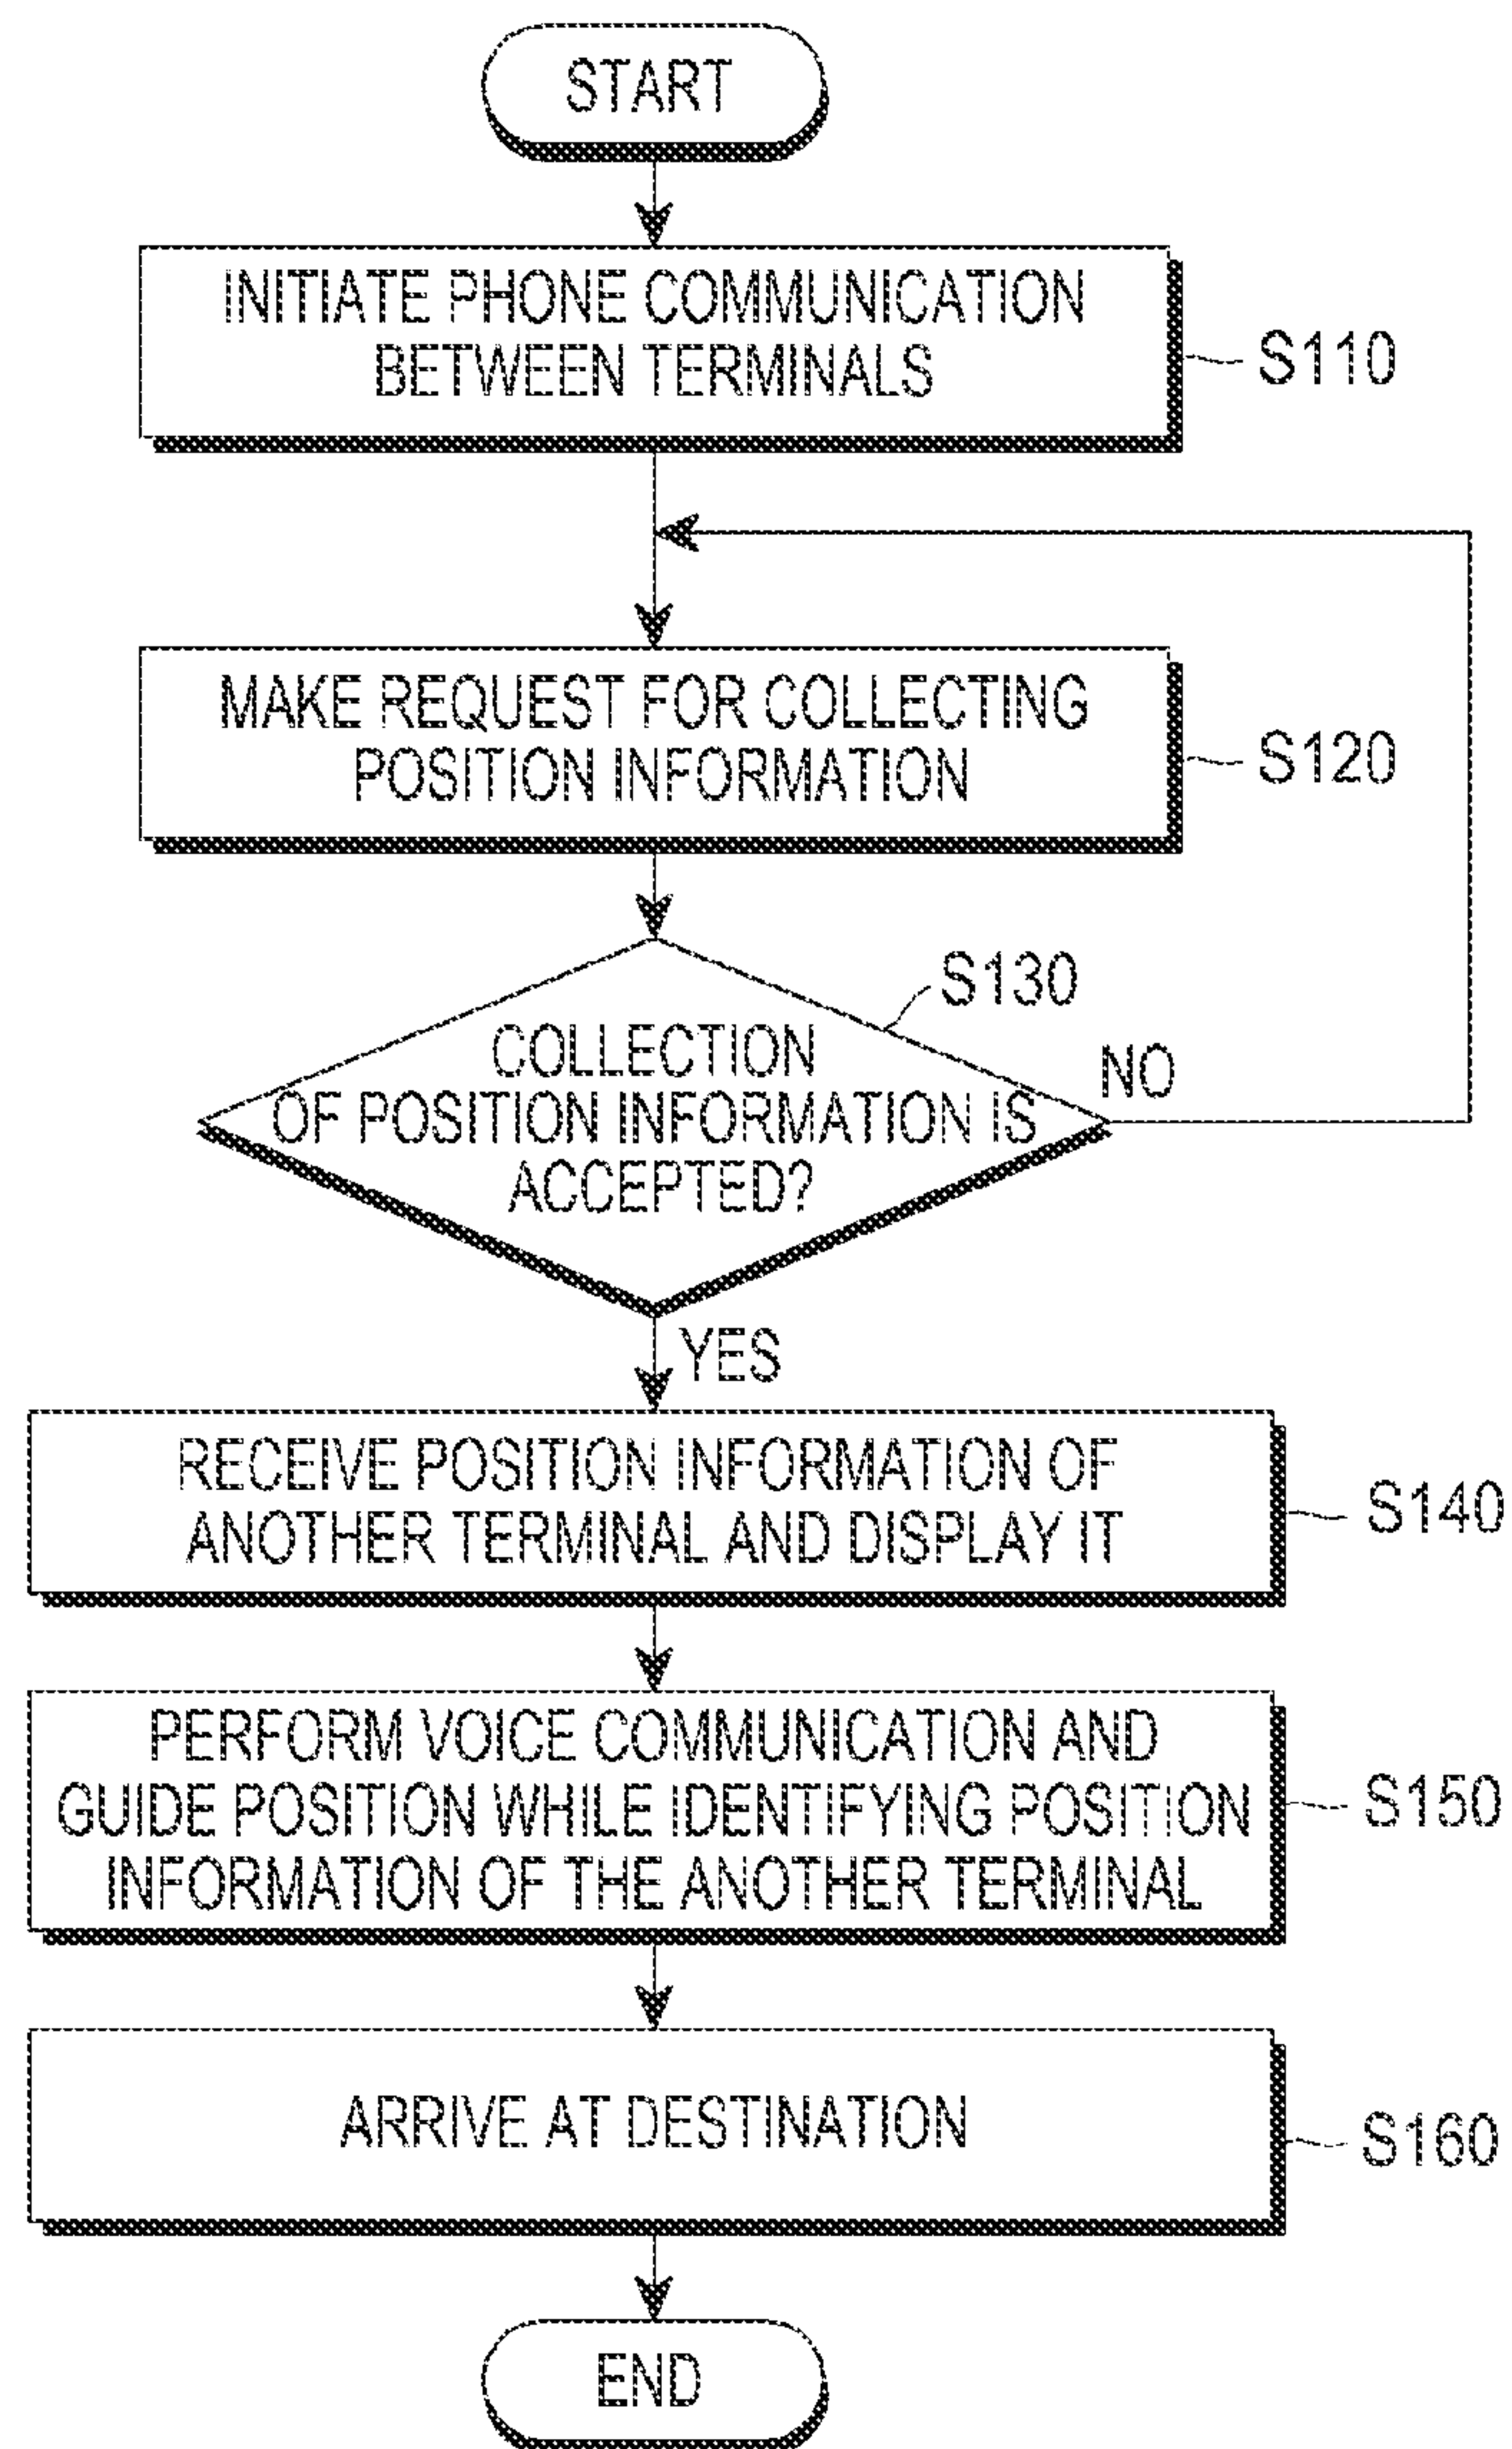 START
INITIATE PHONE COMMUNICATION
BETWEEN TERMINALS
S110
MAKE REQUEST FOR COLLECTING
POSITION INFORMATION
S120
S130
COLLECTION
OF POSITION INFORMATION IS
ACCEPTED?
NO
YES
RECEIVE POSITION INFORMATION OF
ANOTHER TERMINAL AND DISPLAY IT
S140
PERFORM VOICE COMMUNICATION AND
GUIDE POSITION WHILE IDENTIFYING POSITION
INFORMATION OF THE ANOTHER TERMINAL
S150
ARRIVE AT DESTINATION
S160
END